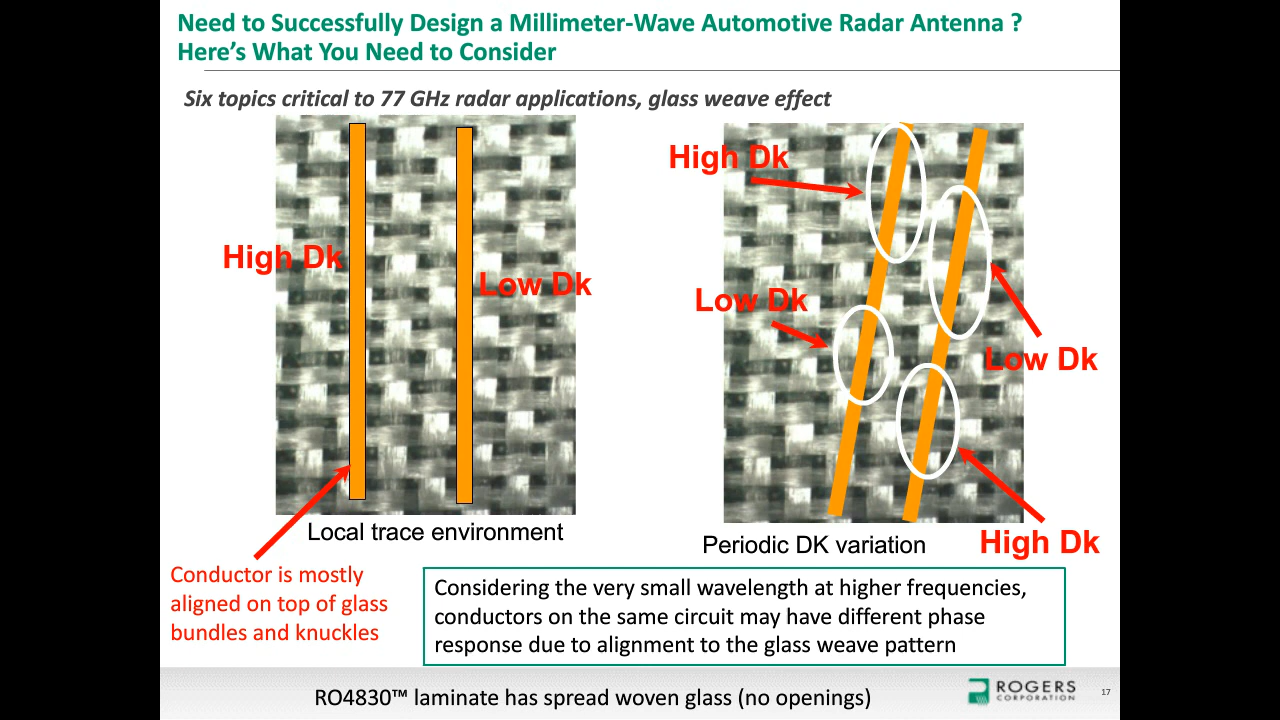 Need to Successfully Design a Millimeter-Wave Automotive Radar Antenna ?
Here's What You Need to Consider
Six topics critical to 77 GHz radar applications, glass weave effect
High Dk
Low Dk
Local trace environment
Conductor is mostly
aligned on top of glass
bundles and knuckles
High Dk
Low Dk
Low Dk
High Dk
Periodic DK variation
Considering the very small wavelength at higher frequencies,
conductors on the same circuit may have different phase
response due to alignment to the glass weave pattern
RO4830™ laminate has spread woven glass (no openings)
ROGERS
CORPORATION
17